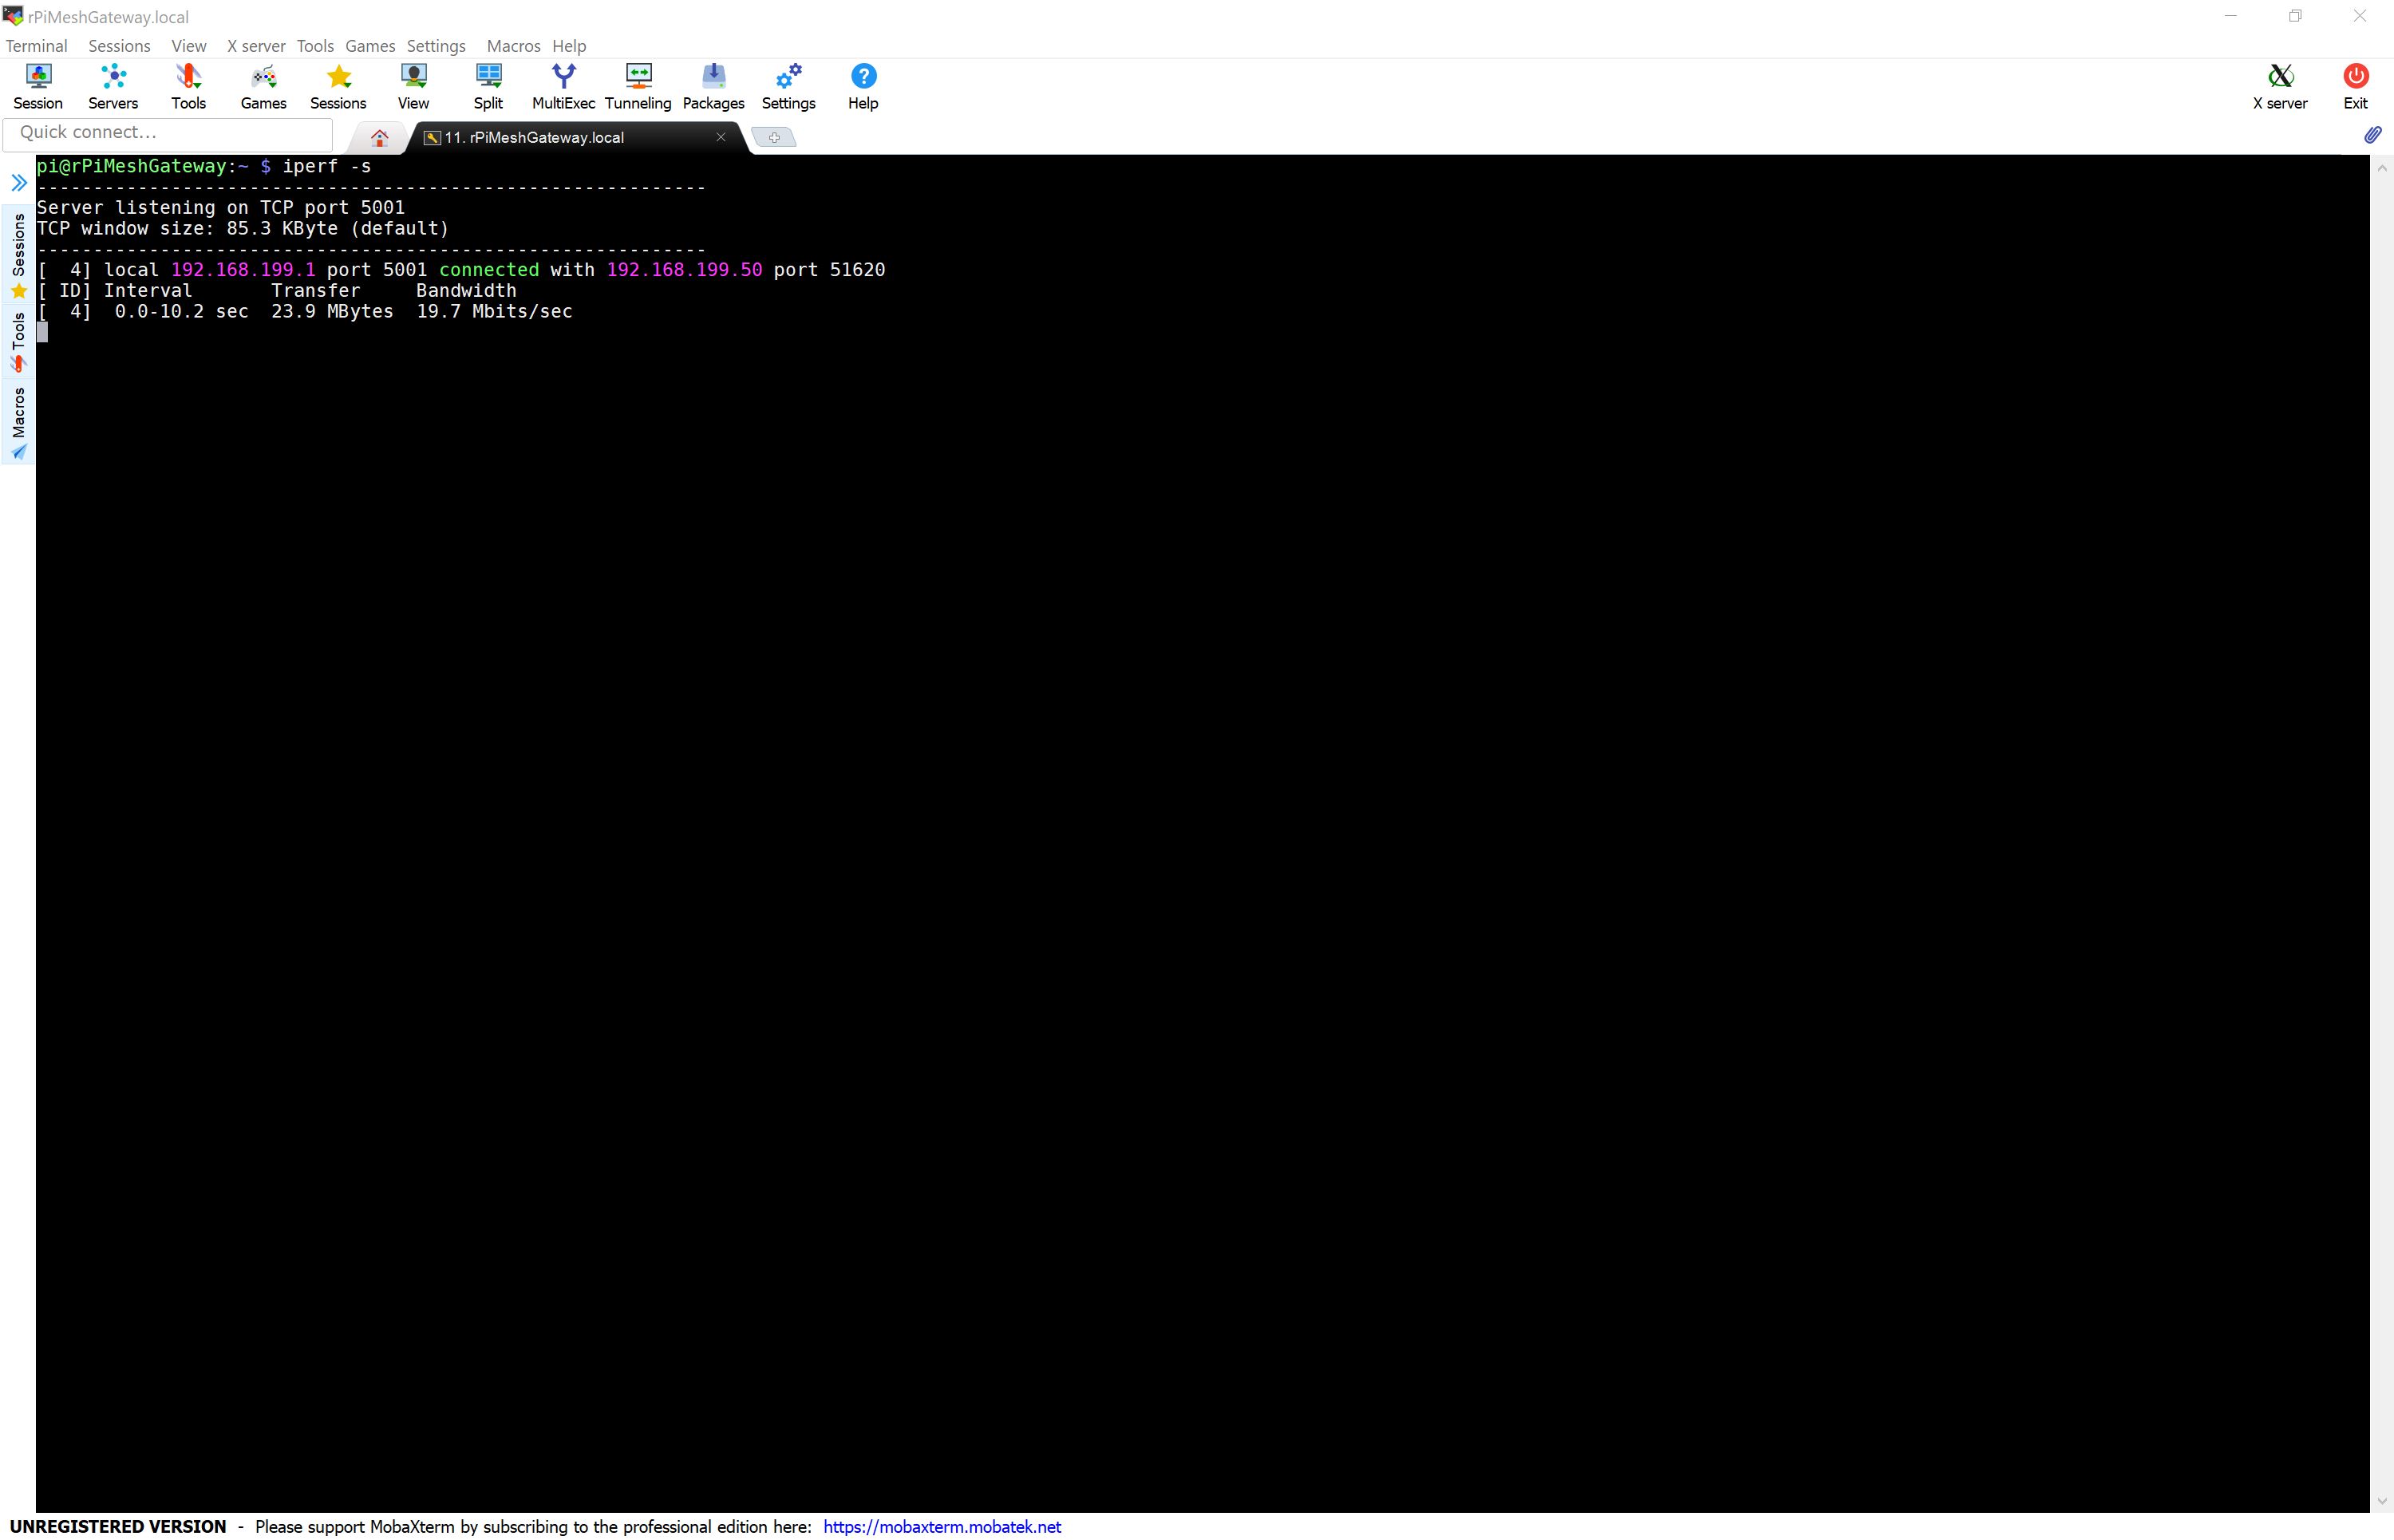 rPiMeshGateway.local
Terminal Sessions View X server Tools Games Settings Macros Help
Session Servers Tools Games Sessions View Split MultiExec Tunneling Packages Settings Help X server Exit
Quick connect...
11. rPiMeshGateway.local
pi@rPiMeshGateway:~ $ iperf -s
------------------------------------------------------------
Server listening on TCP port 5001
TCP window size: 85.3 KByte (default)
------------------------------------------------------------
[  4] local 192.168.199.1 port 5001 connected with 192.168.199.50 port 51620
[ ID] Interval       Transfer     Bandwidth
[  4]  0.0-10.2 sec  23.9 MBytes  19.7 Mbits/sec
Sessions
Tools
Macros
UNREGISTERED VERSION - Please support MobaXterm by subscribing to the professional edition here: https://mobaxterm.mobatek.net